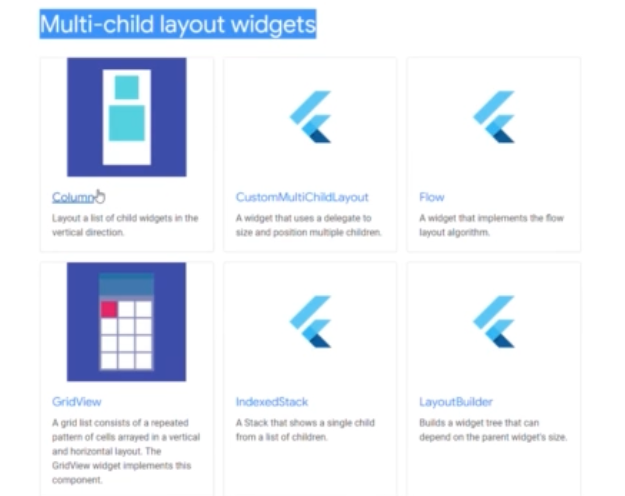 Multi-child layout widgets
Column
Layout a list of child widgets in the
vertical direction.
CustomMultiChildLayout
A widget that uses a delegate to
size and position multiple children.
Flow
A widget that implements the flow
layout algorithm.
GridView
A grid list consists of a repeated
pattern of cells arrayed in a vertical
and horizontal layout. The
GridView widget implements this
component.
IndexedStack
A Stack that shows a single child
from a list of children.
LayoutBuilder
Builds a widget tree that can
depend on the parent widget's size.